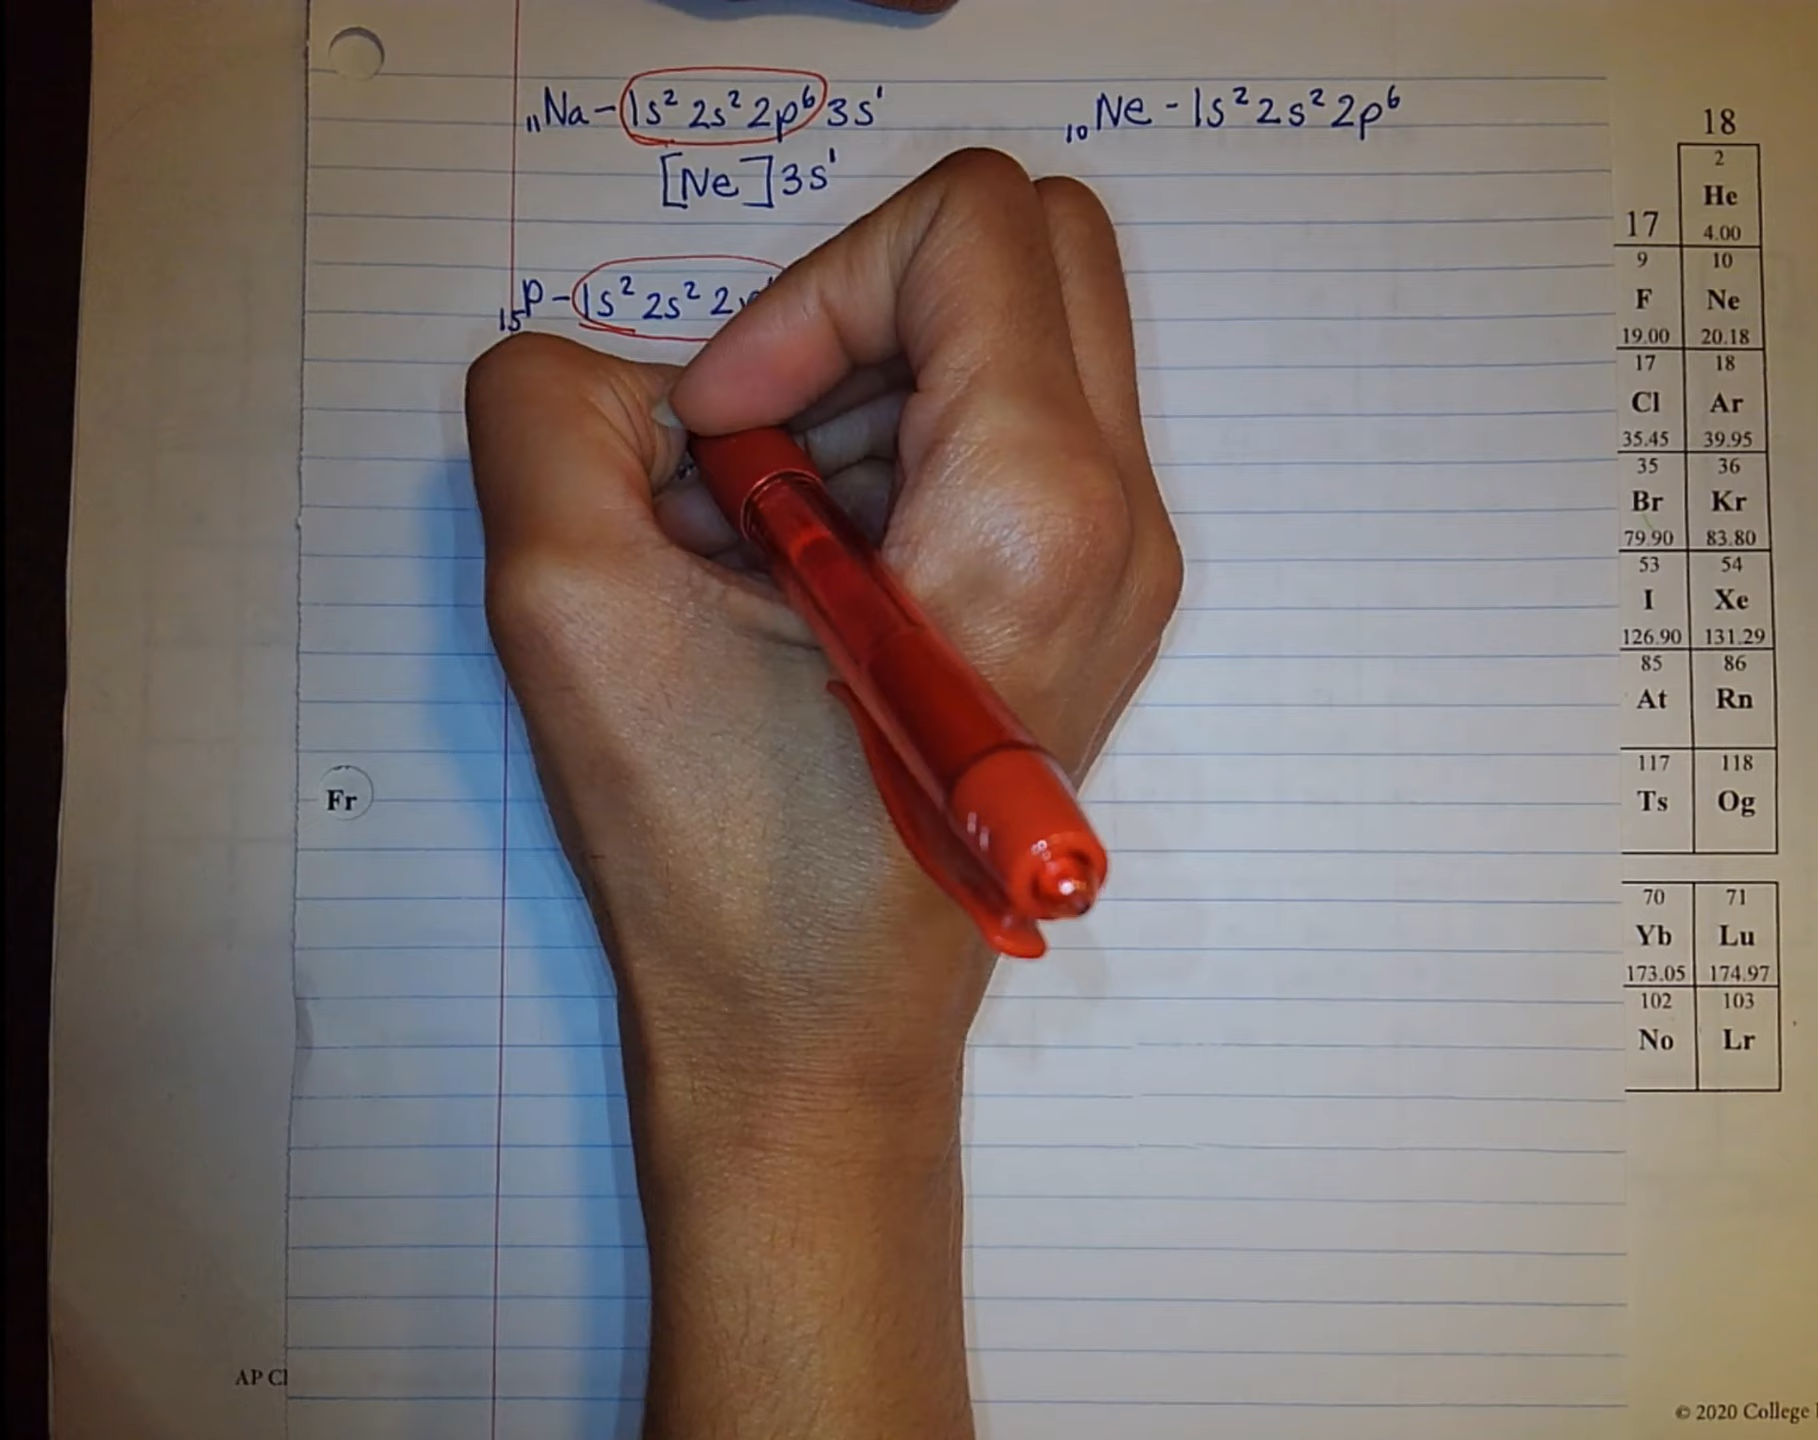 ₁₁Na - 1s² 2s² 2p⁶ 3s¹
[Ne] 3s¹
₁₀Ne - 1s² 2s² 2p⁶
₁₅P - 1s² 2s² 2
Fr
AP
18
2
He
4.00
17
9 10
F Ne
19.00 20.18
17 18
Cl Ar
35.45 39.95
35 36
Br Kr
79.90 83.80
53 54
I Xe
126.90 131.29
85 86
At Rn
117 118
Ts Og
70 71
Yb Lu
173.05 174.97
102 103
No Lr
© 2020 College